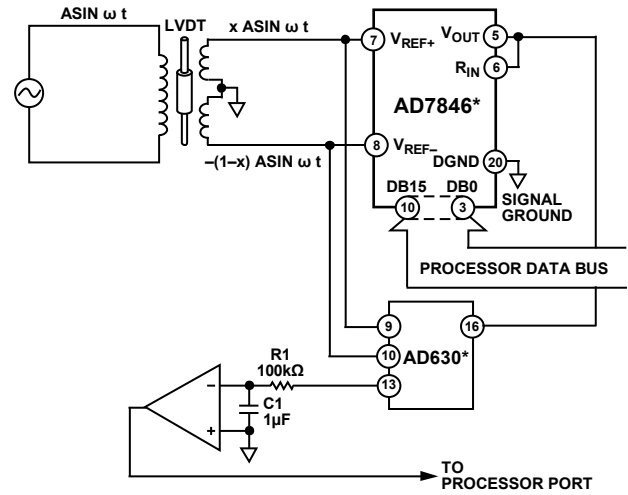 ASIN ω t
LVDT
x ASIN ω t
–(1–x) ASIN ω t
7
VREF+
VOUT
5
RIN
6
AD7846*
8
VREF–
DGND
20
DB15
DB0
10
3
SIGNAL
GROUND
PROCESSOR DATA BUS
9
16
10
AD630*
13
R1
100kΩ
C1
1µF
–
+
TO
PROCESSOR PORT